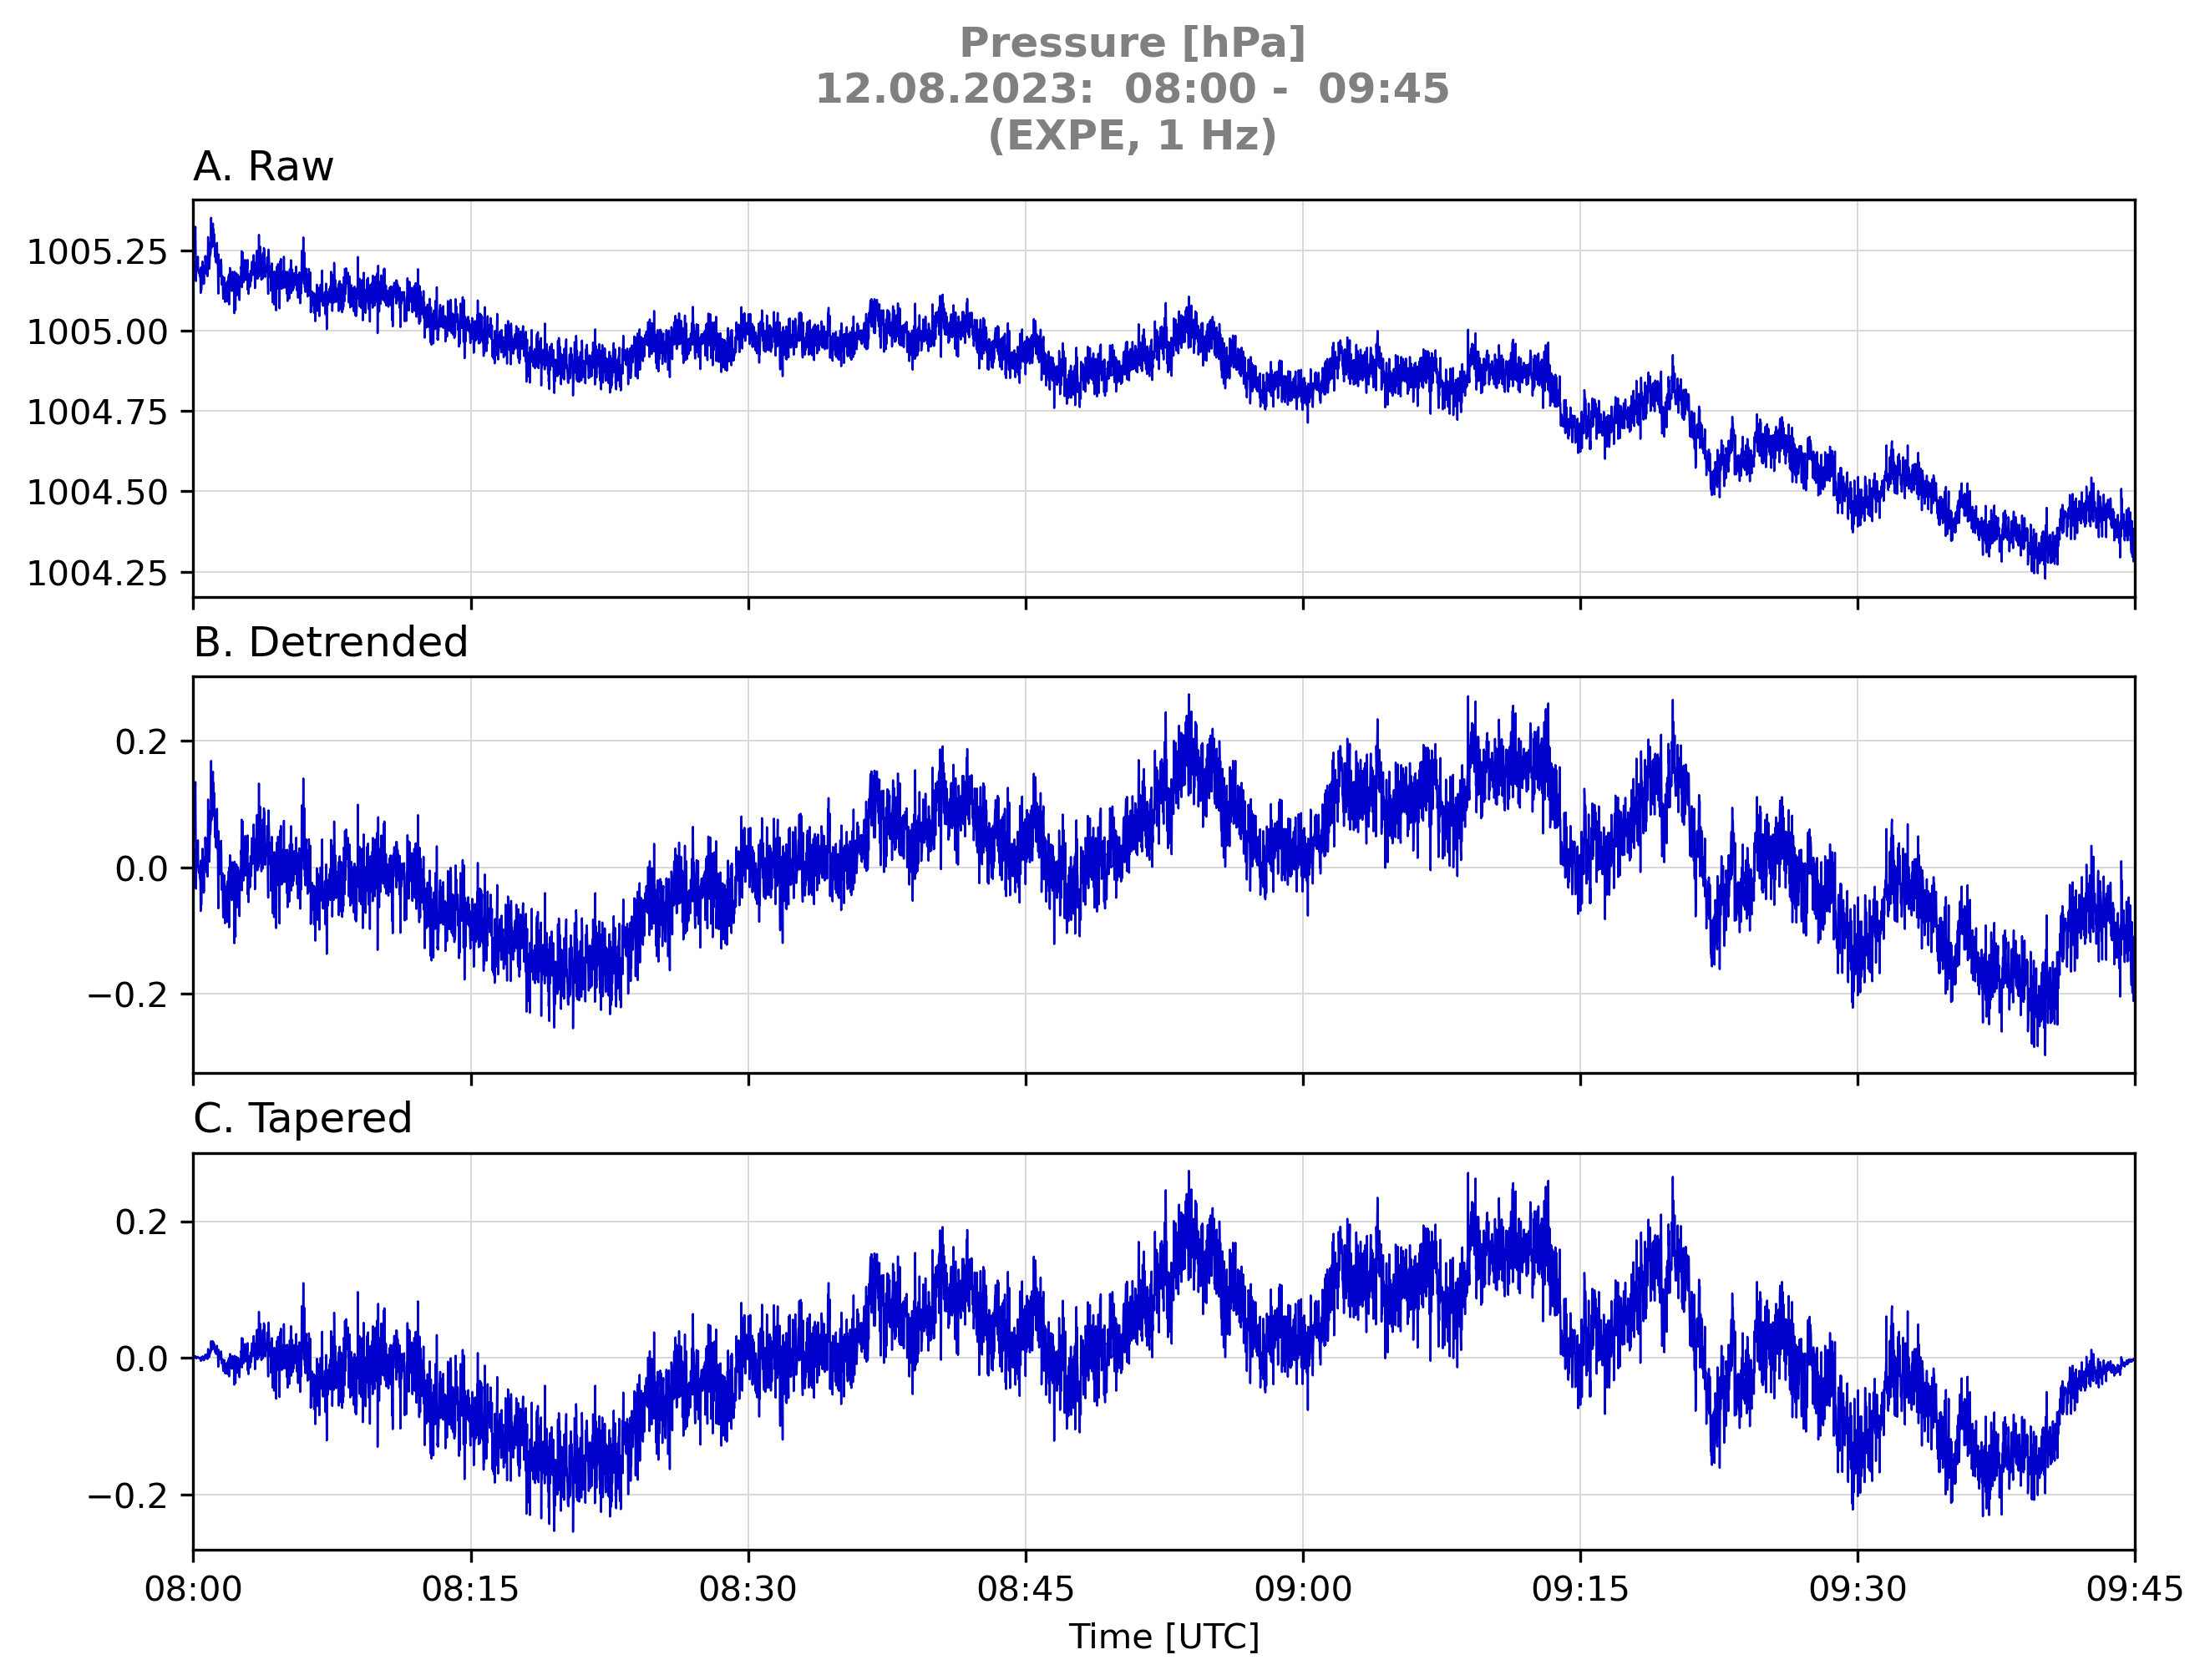 Pressure [hPa]
12.08.2023:  08:00 -  09:45
(EXPE, 1 Hz)
A. Raw
1005.25
1005.00
1004.75
1004.50
1004.25
B. Detrended
0.2
0.0
−0.2
C. Tapered
0.2
0.0
−0.2
08:00 08:15 08:30 08:45 09:00 09:15 09:30 09:45
Time [UTC]